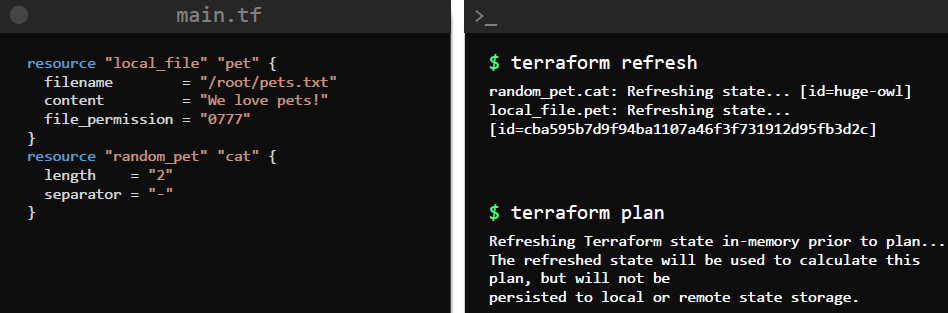 main.tf
resource "local_file" "pet" {
  filename        = "/root/pets.txt"
  content         = "We love pets!"
  file_permission = "0777"
}
resource "random_pet" "cat" {
  length    = "2"
  separator = "-"
}
>_
$ terraform refresh
random_pet.cat: Refreshing state... [id=huge-owl]
local_file.pet: Refreshing state...
[id=cba595b7d9f94ba1107a46f3f731912d95fb3d2c]
$ terraform plan
Refreshing Terraform state in-memory prior to plan...
The refreshed state will be used to calculate this
plan, but will not be
persisted to local or remote state storage.